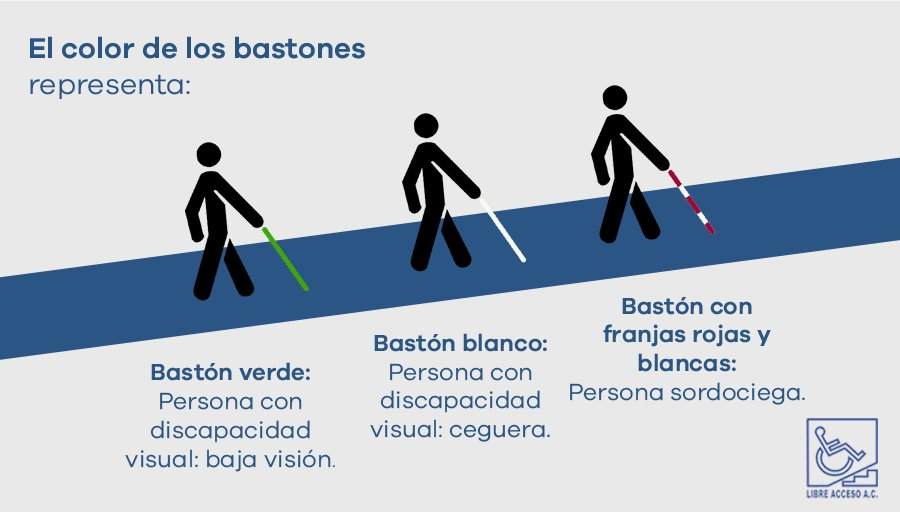 El color de los bastones
representa:
Bastón verde:
Persona con
discapacidad
visual: baja visión.
Bastón blanco:
Persona con
discapacidad
visual: ceguera.
Bastón con
franjas rojas y
blancas:
Persona sordociega.
LIBRE ACCESO A.C.